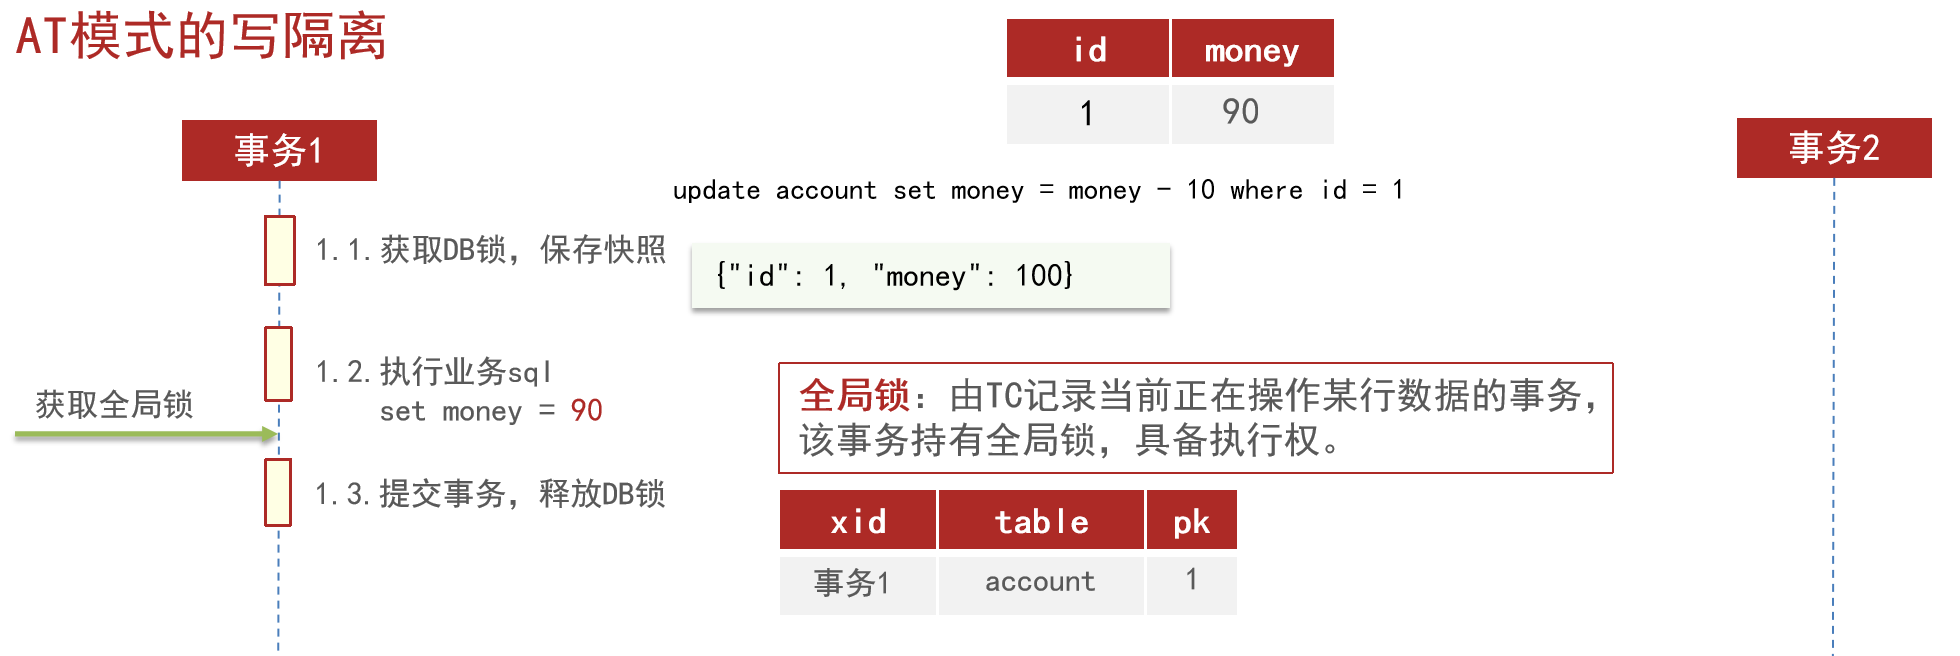 AT模式的写隔离
id money
1 90
事务1
事务2
update account set money = money - 10 where id = 1
1.1.获取DB锁，保存快照
{"id": 1, "money": 100}
1.2.执行业务sql
set money = 90
获取全局锁
全局锁：由TC记录当前正在操作某行数据的事务，
该事务持有全局锁，具备执行权。
1.3.提交事务，释放DB锁
xid table pk
事务1 account 1